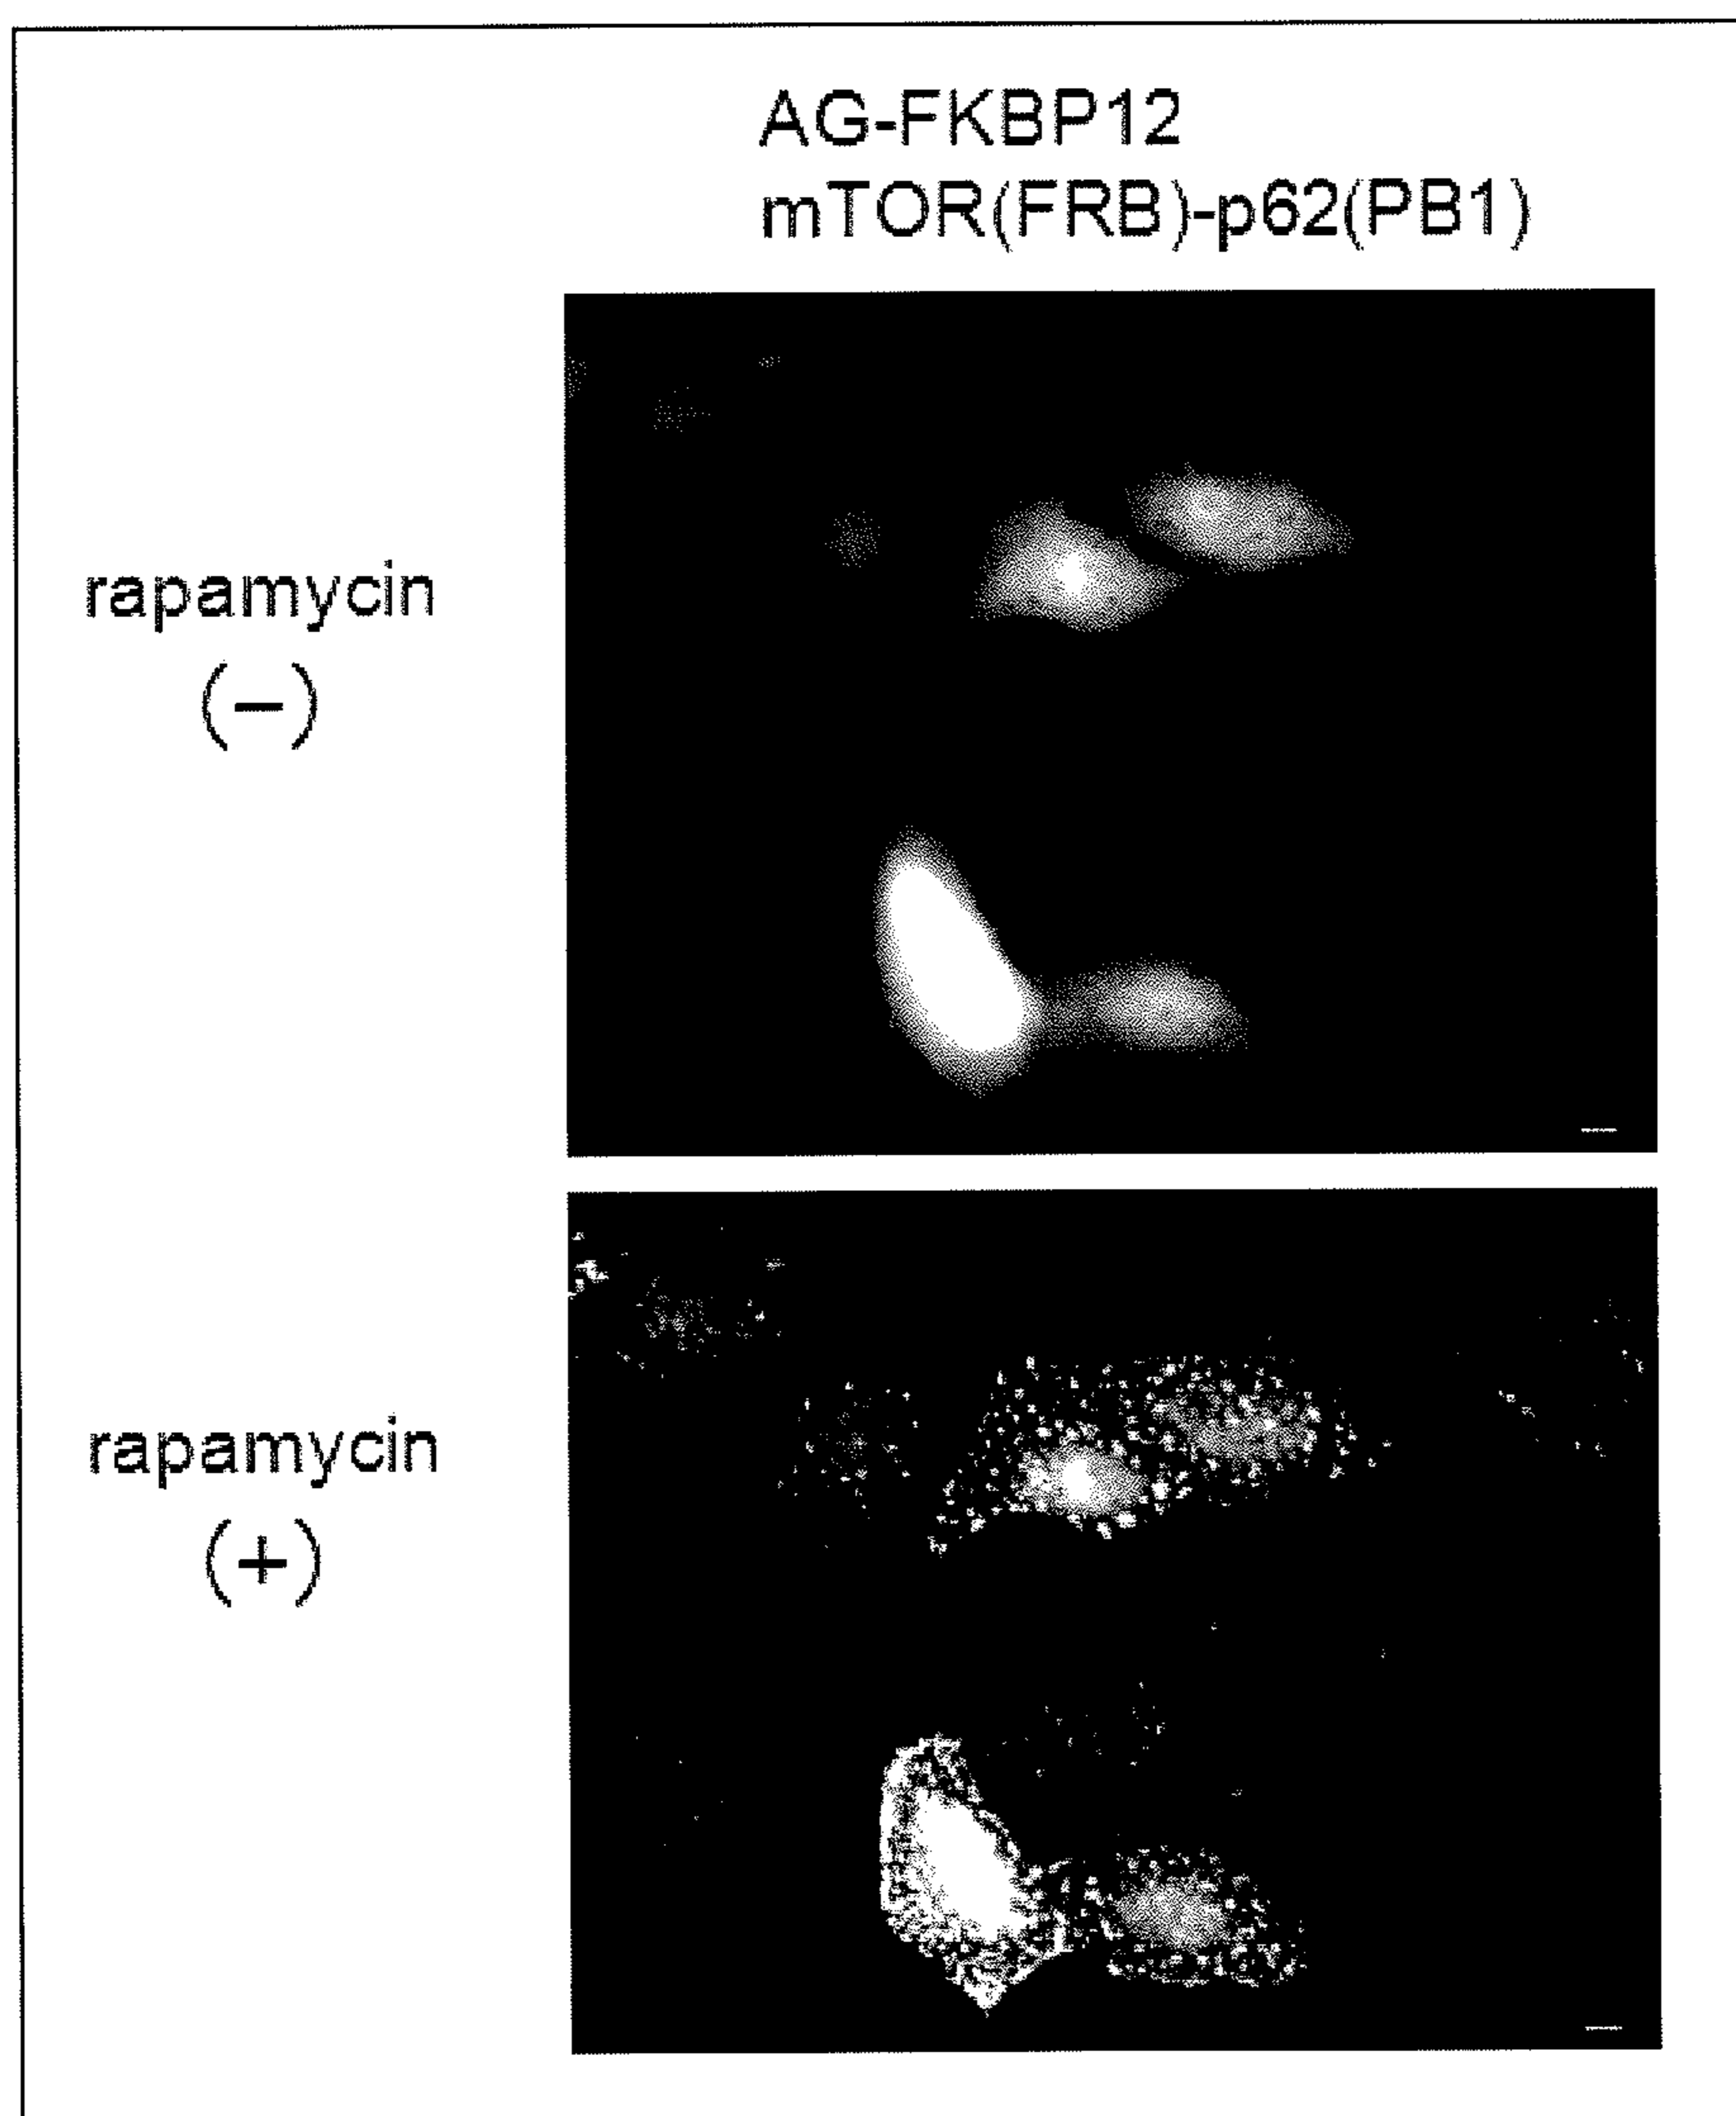 AG-FKBP12
mTOR(FRB)-p62(PB1)
rapamycin
(−)
rapamycin
(+)